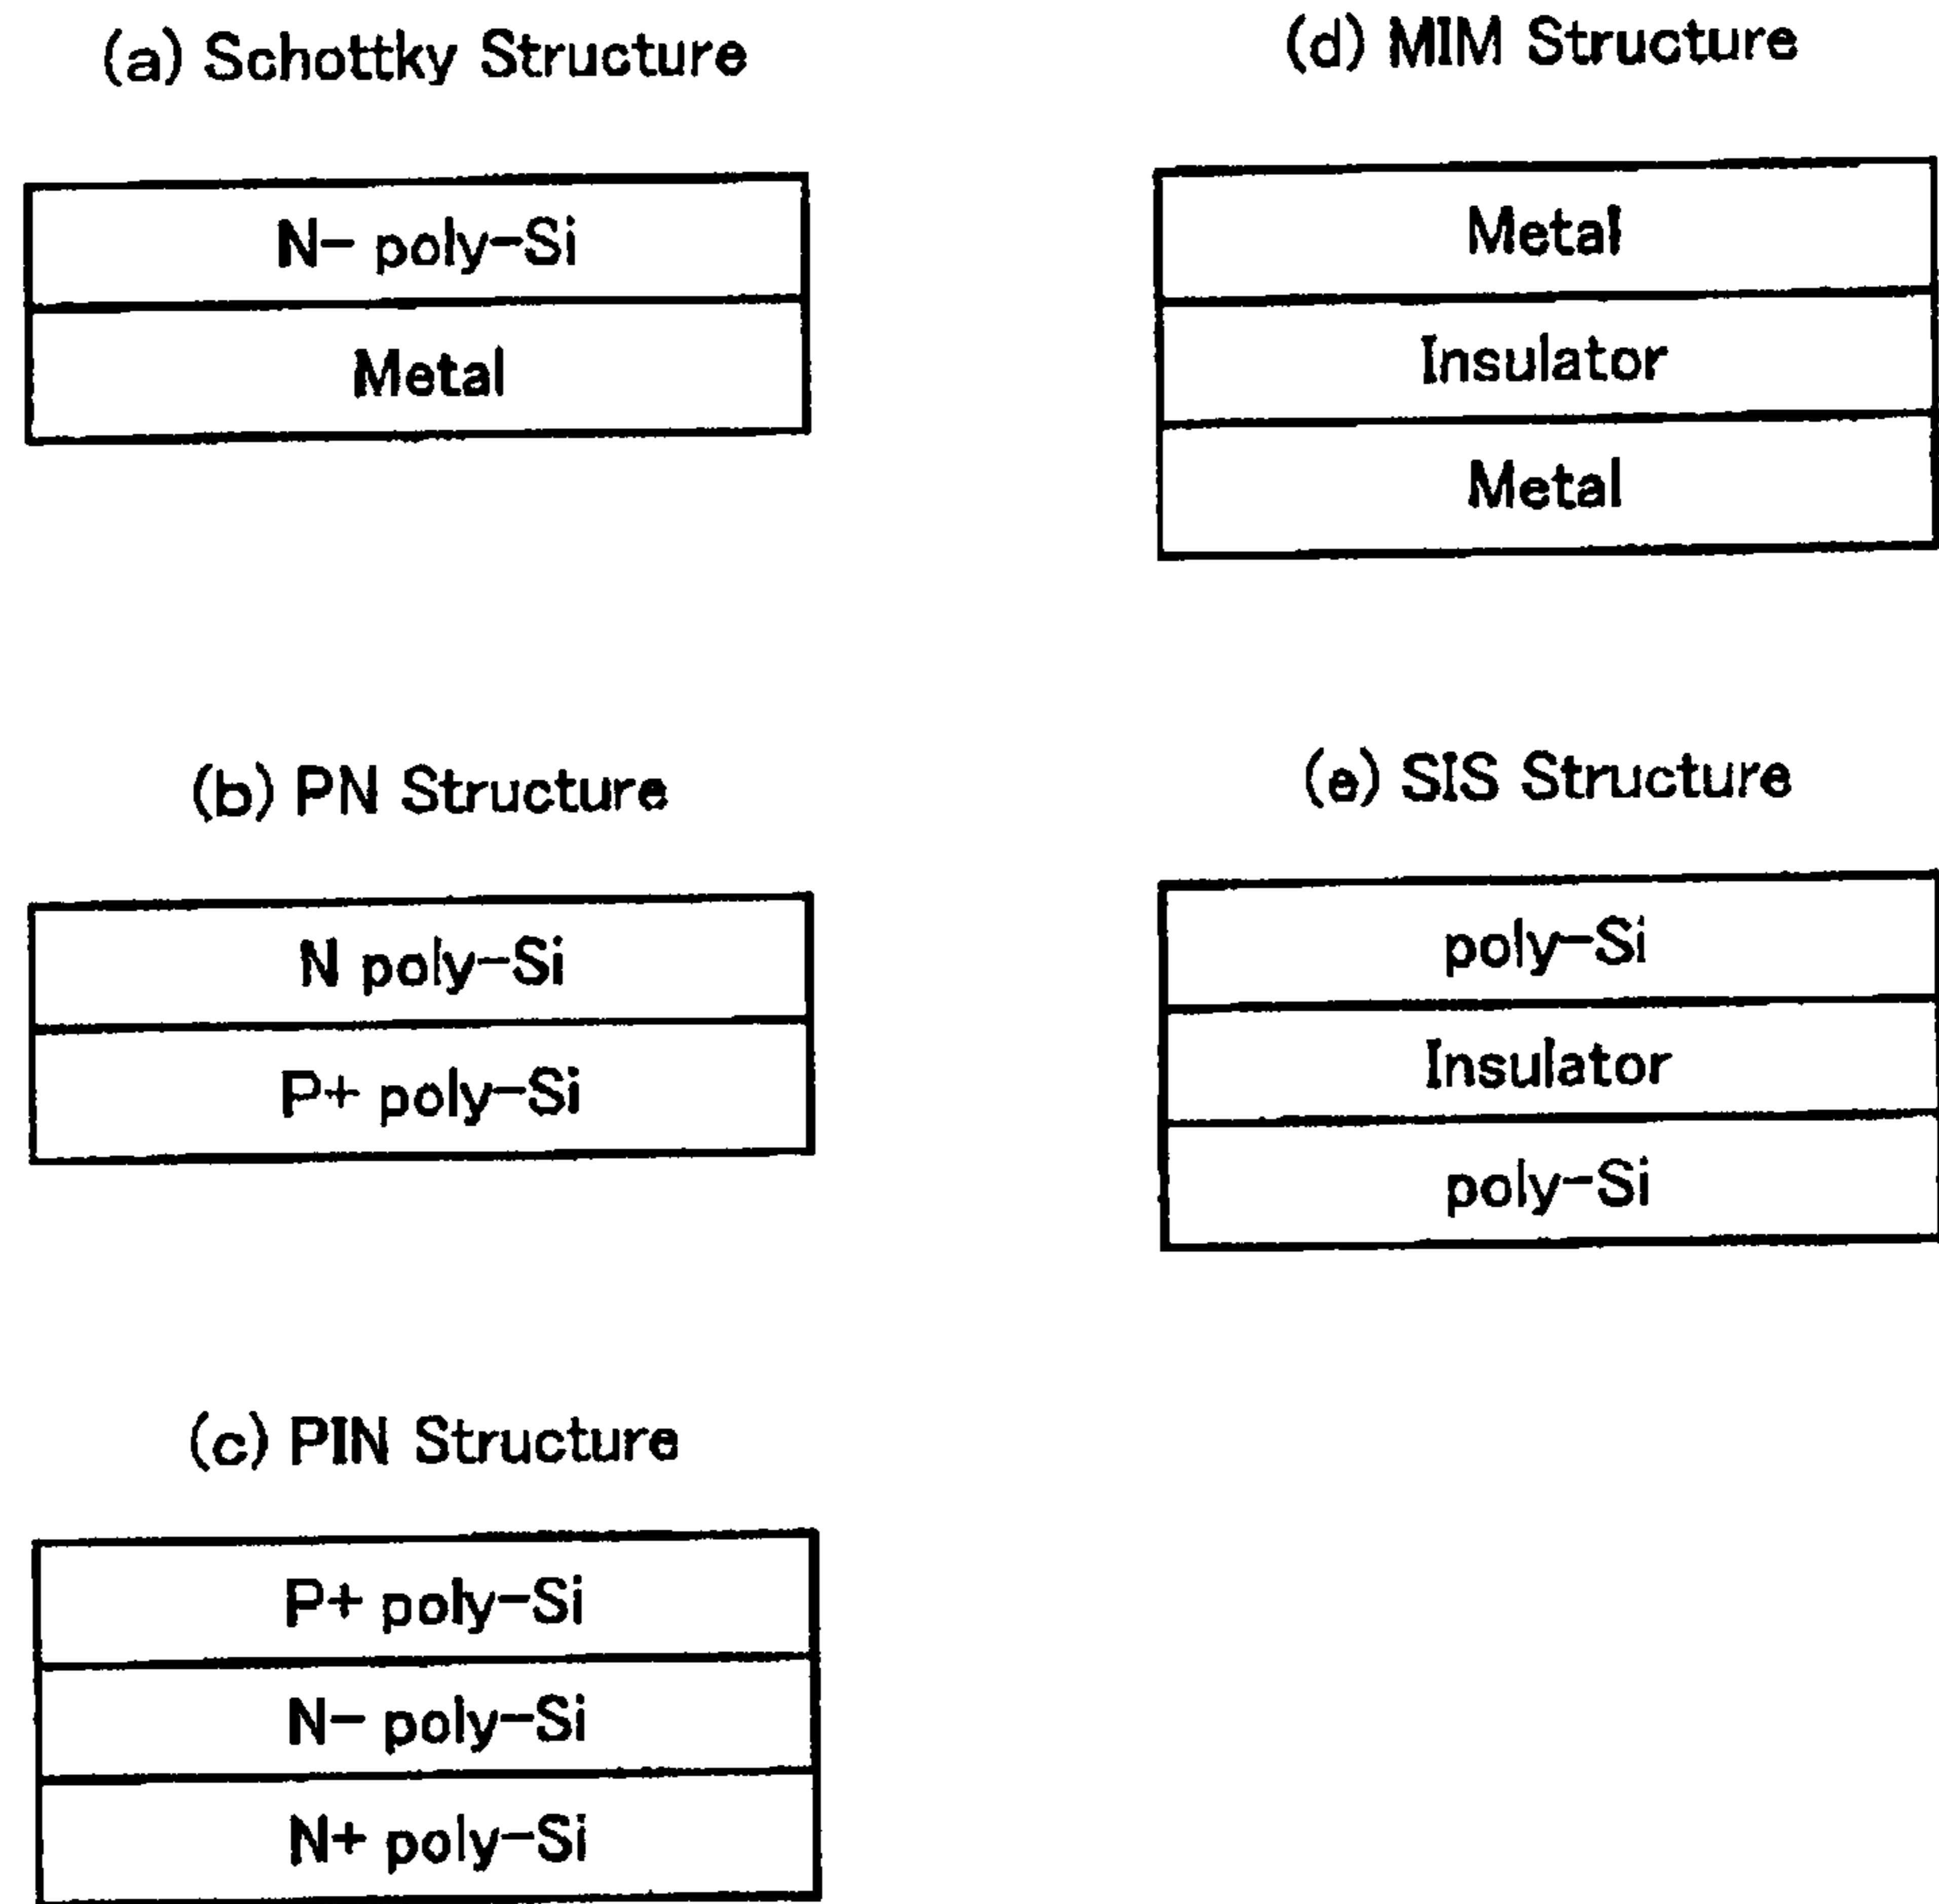 (a) Schottky Structure
N- poly-Si
Metal
(b) PN Structure
N poly-Si
P+ poly-Si
(c) PIN Structure
P+ poly-Si
N- poly-Si
N+ poly-Si
(d) MIM Structure
Metal
Insulator
Metal
(e) SIS Structure
poly-Si
Insulator
poly-Si